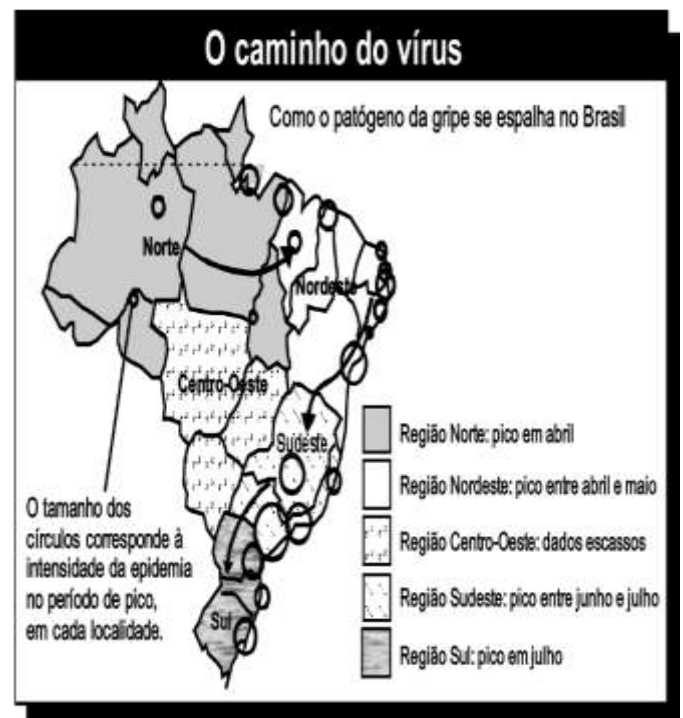 O caminho do vírus
Como o patógeno da gripe se espalha no Brasil
Norte
Nordeste
Centro-Oeste
Sudeste
Sul
O tamanho dos
círculos corresponde à
intensidade da epidemia
no período de pico,
em cada localidade.
Região Norte: pico em abril
Região Nordeste: pico entre abril e maio
Região Centro-Oeste: dados escassos
Região Sudeste: pico entre junho e julho
Região Sul: pico em julho